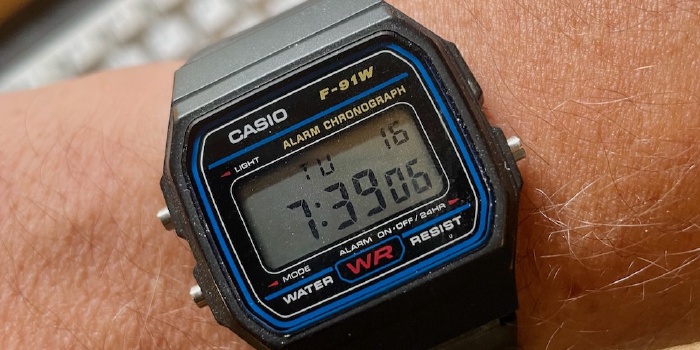 F-91W
CASIO
ALARM CHRONOGRAPH
LIGHT
TU 16
7:39 06
ALARM ON•OFF/24HR
MODE
WATER WR RESIST